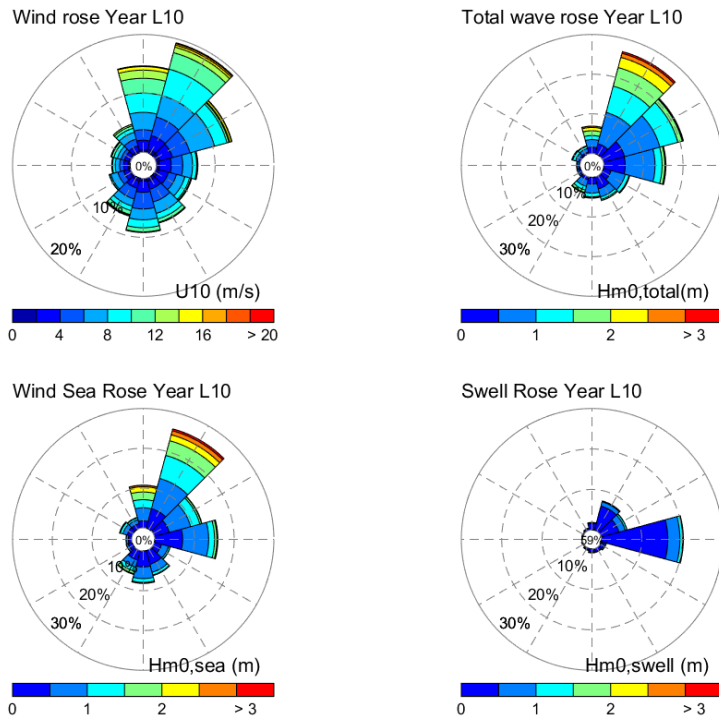 Wind rose Year L10
0%
10%
20%
U10 (m/s)
0 4 8 12 16 > 20
Total wave rose Year L10
0%
10%
20%
30%
Hm0,total(m)
0 1 2 > 3
Wind Sea Rose Year L10
0%
10%
20%
30%
Hm0,sea (m)
0 1 2 > 3
Swell Rose Year L10
59%
10%
20%
30%
Hm0,swell (m)
0 1 2 > 3